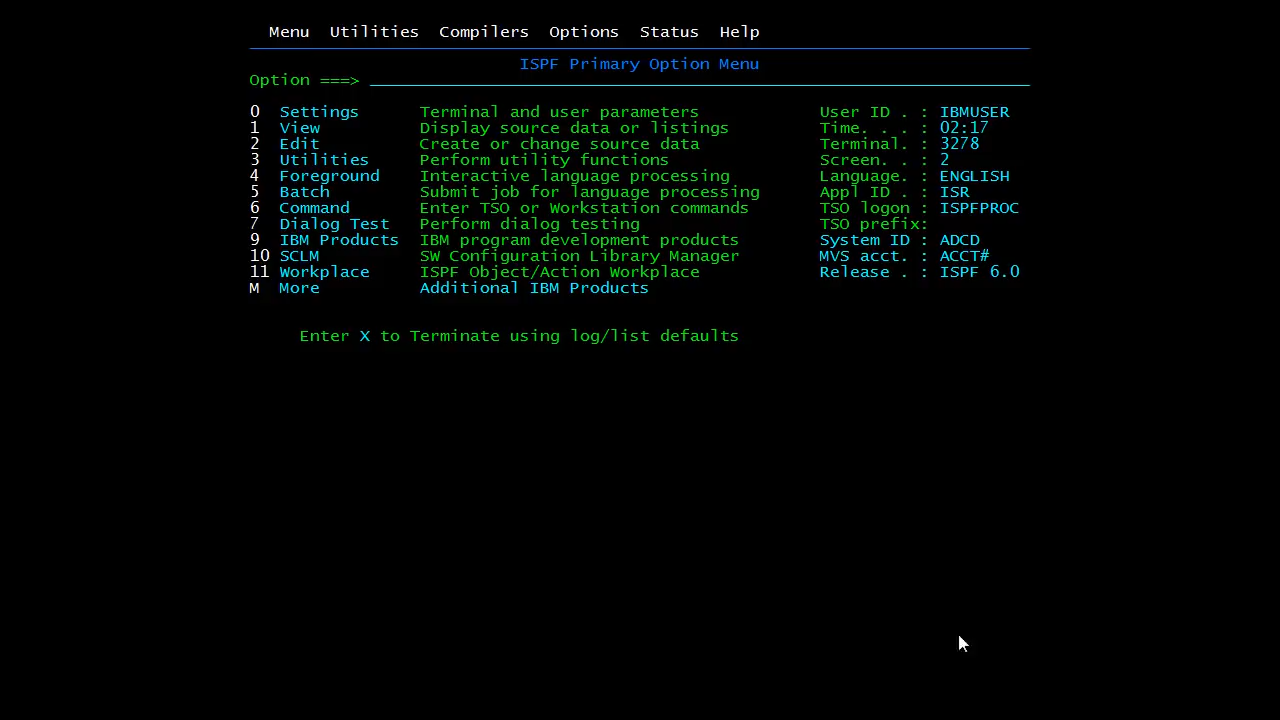 Menu Utilities Compilers Options Status Help
ISPF Primary Option Menu
Option ===>
0 Settings Terminal and user parameters User ID . : IBMUSER
1 View Display source data or listings Time. . . : 02:17
2 Edit Create or change source data Terminal. : 3278
3 Utilities Perform utility functions Screen. . : 2
4 Foreground Interactive language processing Language. : ENGLISH
5 Batch Submit job for language processing Appl ID . : ISR
6 Command Enter TSO or Workstation commands TSO logon : ISPFPROC
7 Dialog Test Perform dialog testing TSO prefix:
9 IBM Products IBM program development products System ID : ADCD
10 SCLM SW Configuration Library Manager MVS acct. : ACCT#
11 Workplace ISPF Object/Action Workplace Release . : ISPF 6.0
M More Additional IBM Products
Enter X to Terminate using log/list defaults